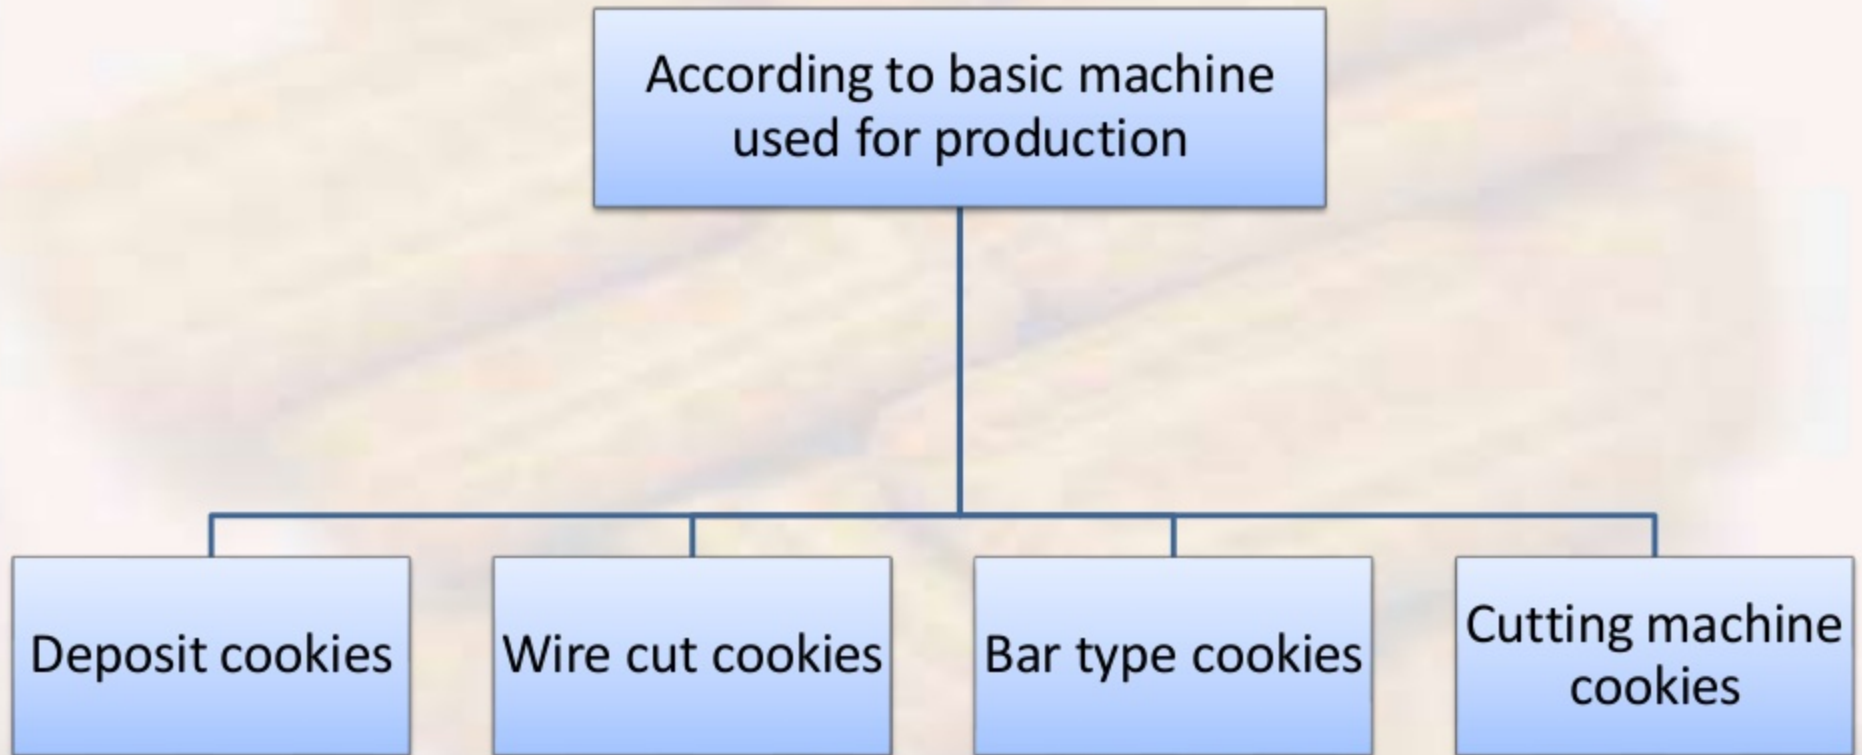 According to basic machine
used for production
Deposit cookies
Wire cut cookies
Bar type cookies
Cutting machine
cookies